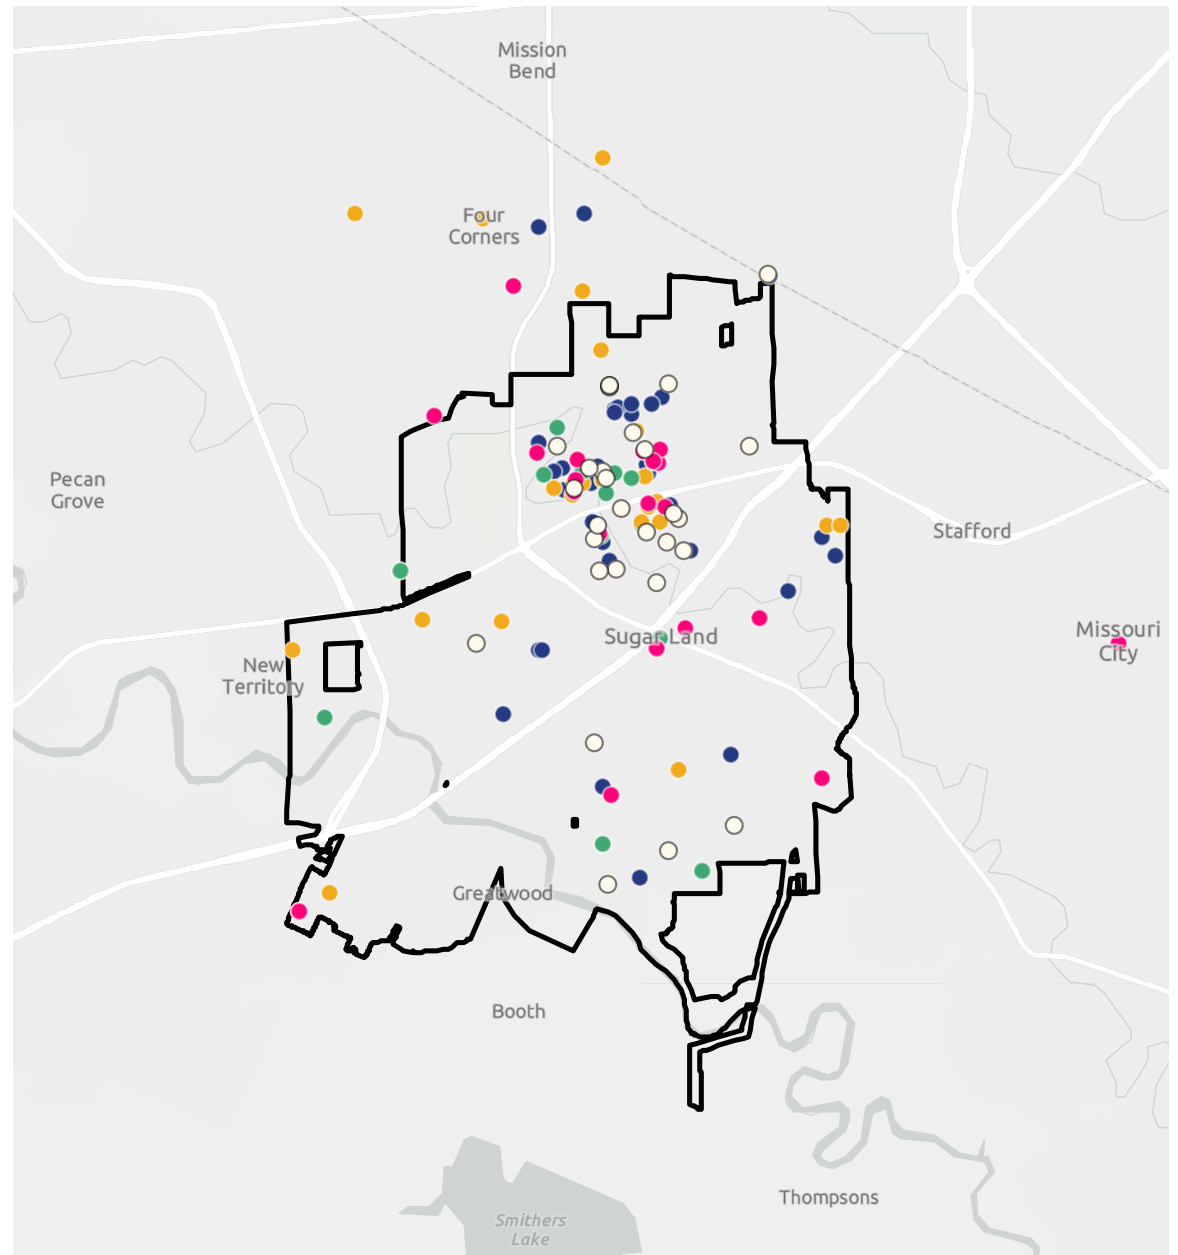 Mission
Bend
Four
Corners
Pecan
Grove
Stafford
Sugar Land
Missouri
City
New
Territory
Greatwood
Booth
Thompsons
Smithers
Lake